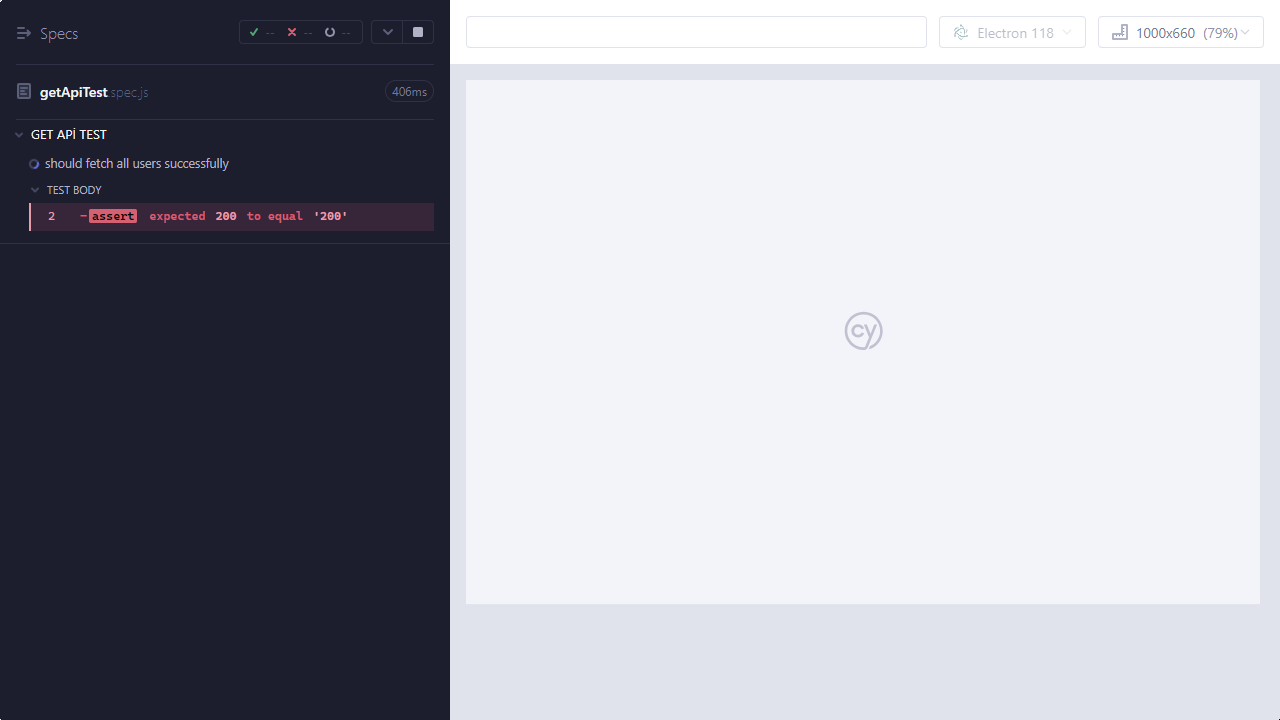 Specs
-- -- --
getApiTest spec.js
406ms
GET APİ TEST
should fetch all users successfully
TEST BODY
2 -assert expected 200 to equal '200'
Electron 118
1000x660 (79%)
cy